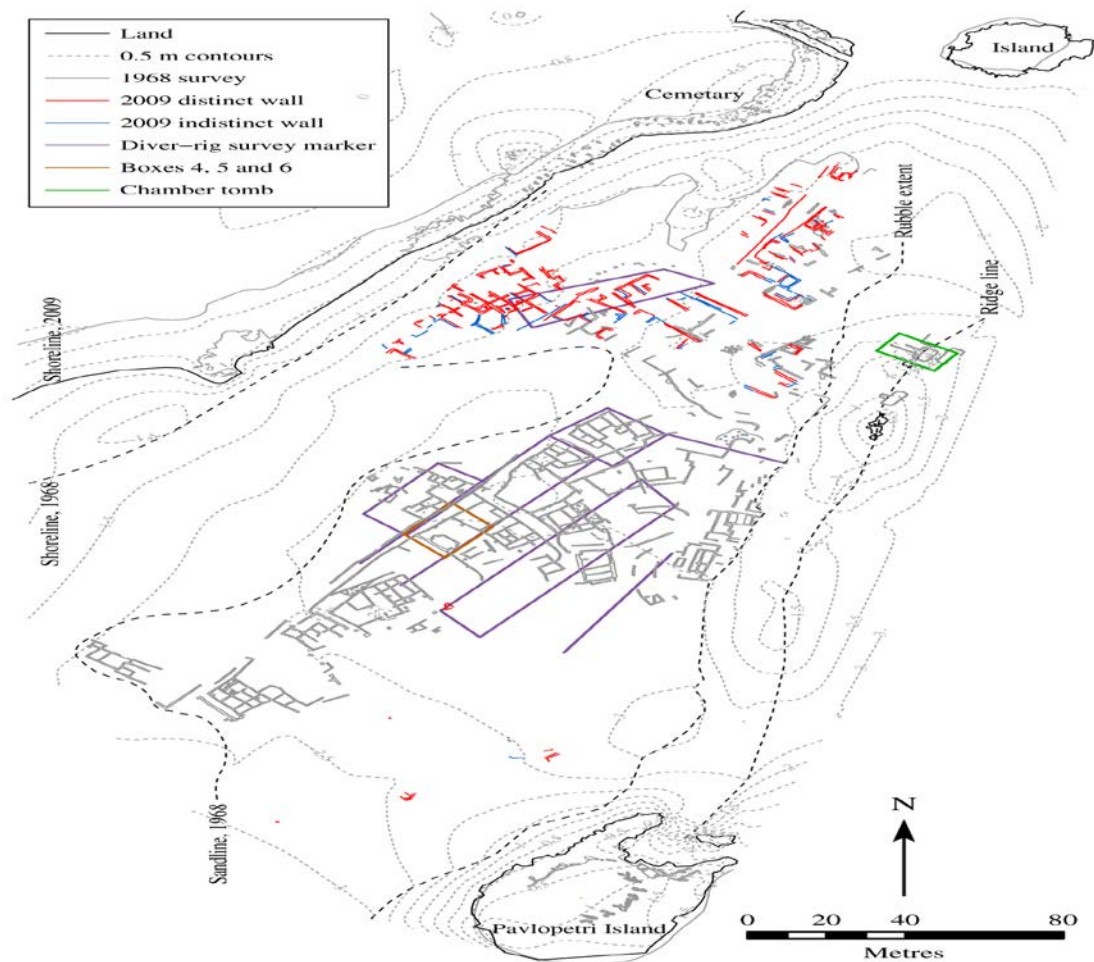 Land
0.5 m contours
1968 survey
2009 distinct wall
2009 indistinct wall
Diver-rig survey marker
Boxes 4, 5 and 6
Chamber tomb
Island
Cemetary
Rubble extent
Ridge line
Shoreline, 2009
Shoreline, 1968
Sandline, 1968
Pavlopetri Island
N
0 20 40 80
Metres